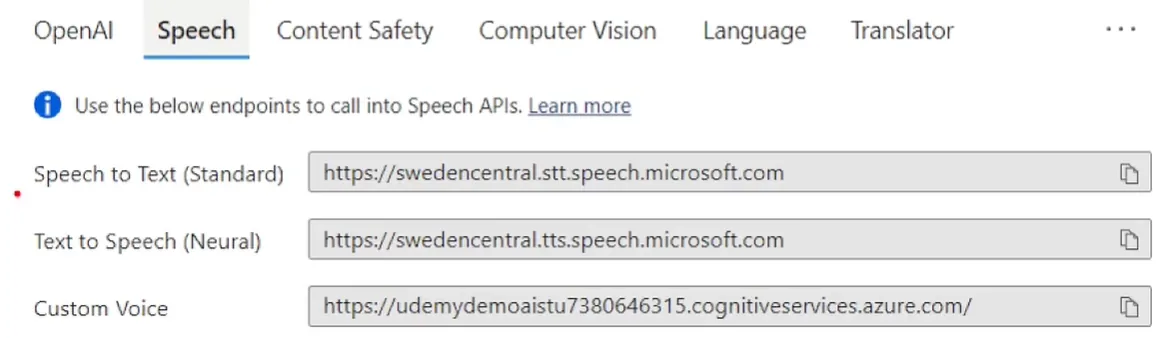 OpenAI Speech Content Safety Computer Vision Language Translator ...
Use the below endpoints to call into Speech APIs. Learn more
Speech to Text (Standard) https://swedencentral.stt.speech.microsoft.com
Text to Speech (Neural) https://swedencentral.tts.speech.microsoft.com
Custom Voice https://udemydemoaistu7380646315.cognitiveservices.azure.com/